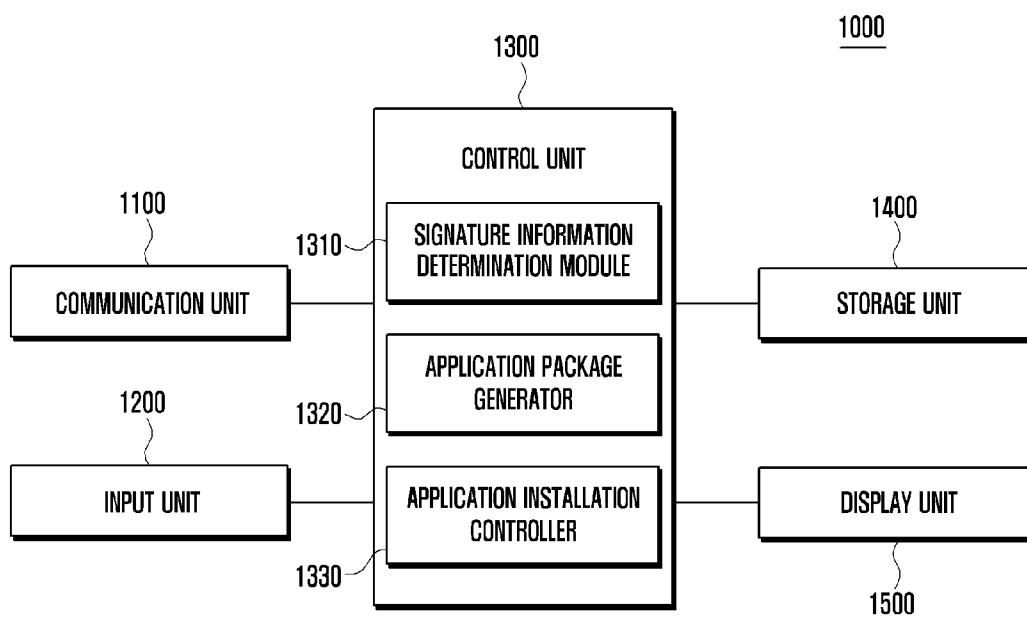 1000
1300
CONTROL UNIT
1100
COMMUNICATION UNIT
1310
SIGNATURE INFORMATION
DETERMINATION MODULE
1400
STORAGE UNIT
1320
APPLICATION PACKAGE
GENERATOR
1200
INPUT UNIT
1330
APPLICATION INSTALLATION
CONTROLLER
DISPLAY UNIT
1500